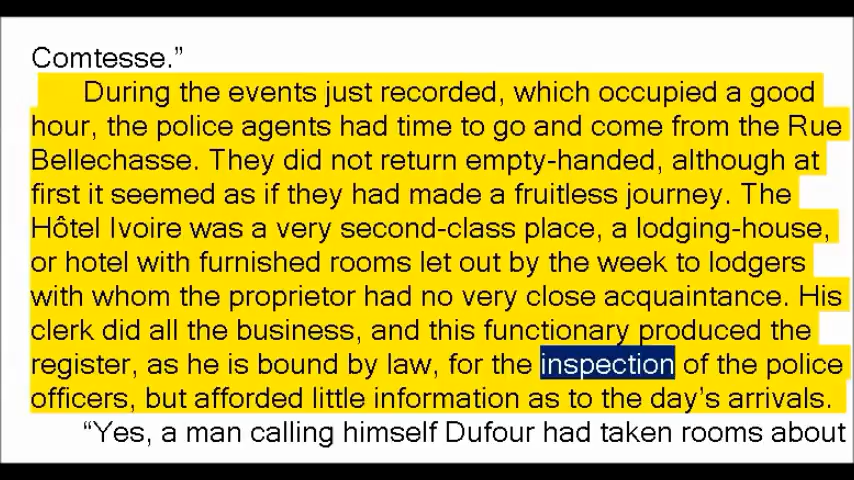 Comtesse.”
During the events just recorded, which occupied a good
hour, the police agents had time to go and come from the Rue
Bellechasse. They did not return empty-handed, although at
first it seemed as if they had made a fruitless journey. The
Hôtel Ivoire was a very second-class place, a lodging-house,
or hotel with furnished rooms let out by the week to lodgers
with whom the proprietor had no very close acquaintance. His
clerk did all the business, and this functionary produced the
register, as he is bound by law, for the inspection of the police
officers, but afforded little information as to the day’s arrivals.
“Yes, a man calling himself Dufour had taken rooms about